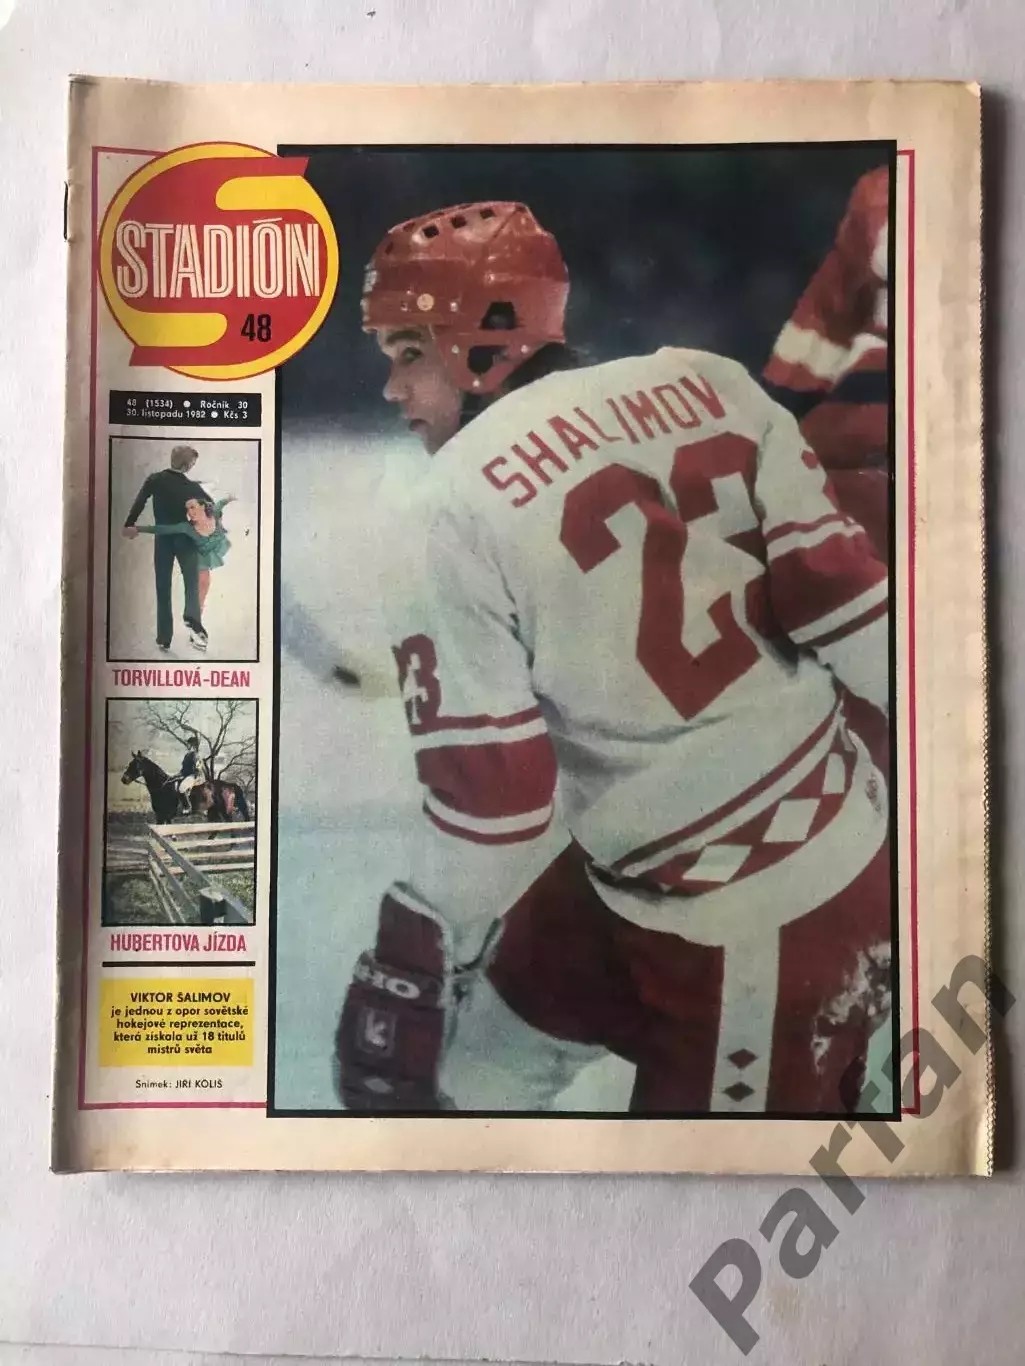 STADIÓN
48
48 (1534) ● Ročník 30
30. listopadu 1982 ● Kčs 3
TORVILLOVÁ-DEAN
HUBERTOVA JÍZDA
VIKTOR ŠALIMOV
je jednou z opor sovětské
hokejové reprezentace,
která získala už 18 titulů
mistrů světa
Snímek: JIŘÍ KOLIŠ
SHALIMOV
23
23
Parfan